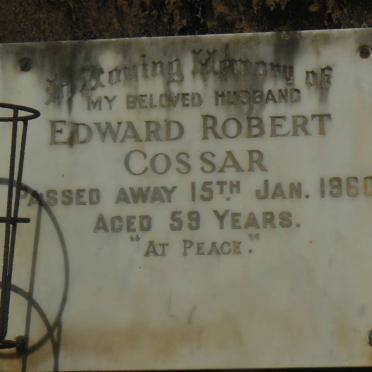 In Loving Memory of
MY BELOVED HUSBAND
EDWARD ROBERT
COSSAR
PASSED AWAY 15TH JAN. 1960
AGED 59 YEARS.
"AT PEACE."